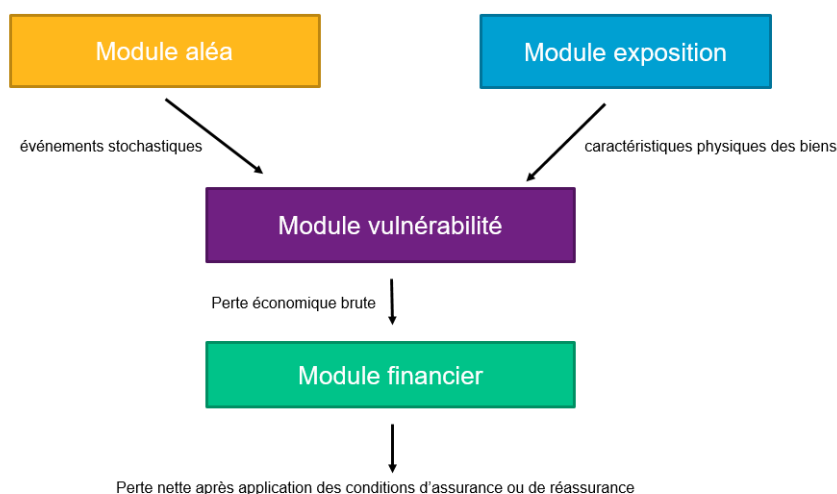 Module aléa
Module exposition
événements stochastiques
caractéristiques physiques des biens
Module vulnérabilité
Perte économique brute
Module financier
Perte nette après application des conditions d'assurance ou de réassurance